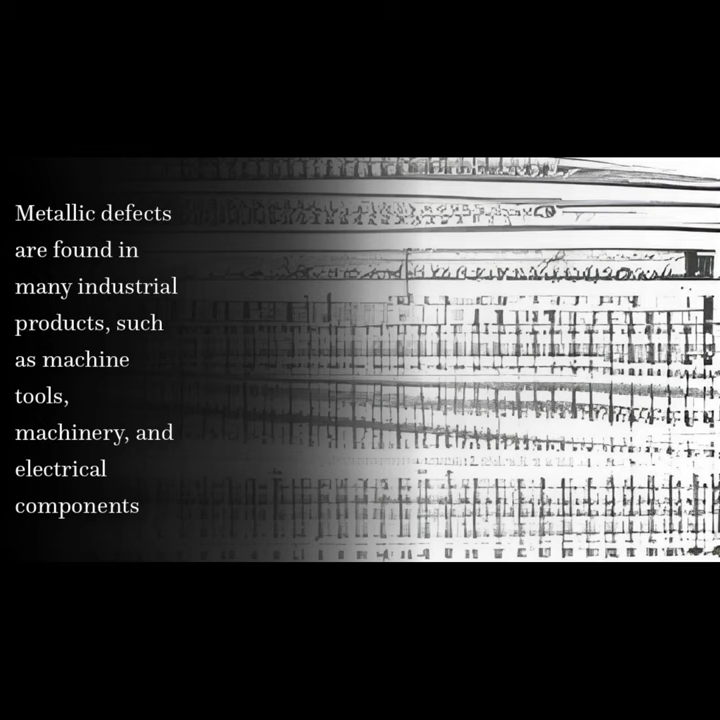 Metallic defects
are found in
many industrial
products, such
as machine
tools,
machinery, and
electrical
components